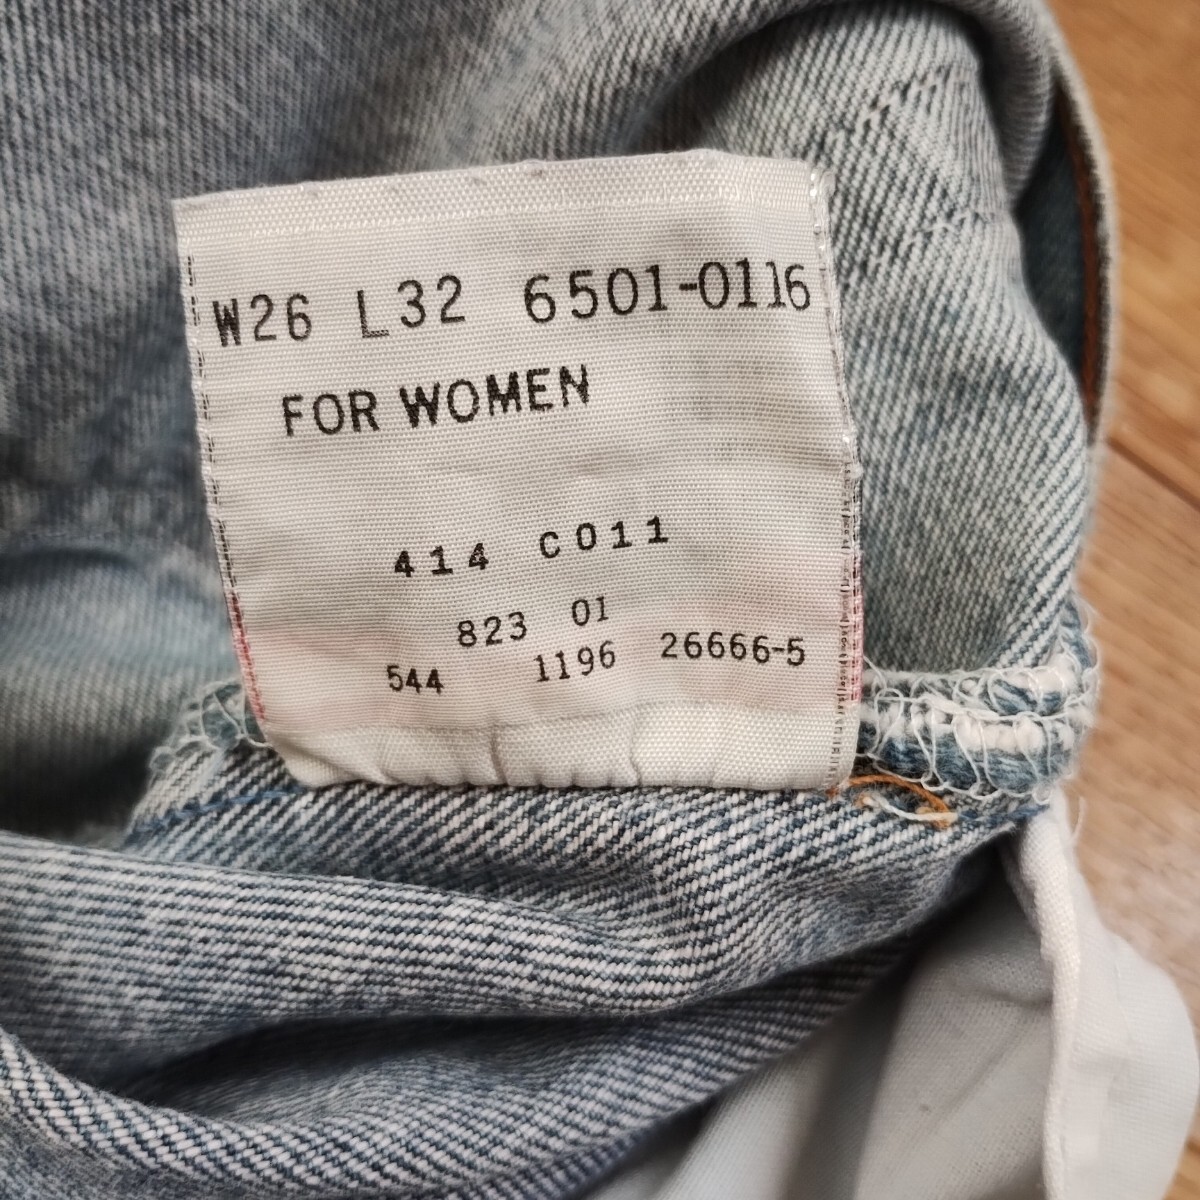 W26 L32 6501-0116
FOR WOMEN
414 C011
823 01
544 1196 26666-5